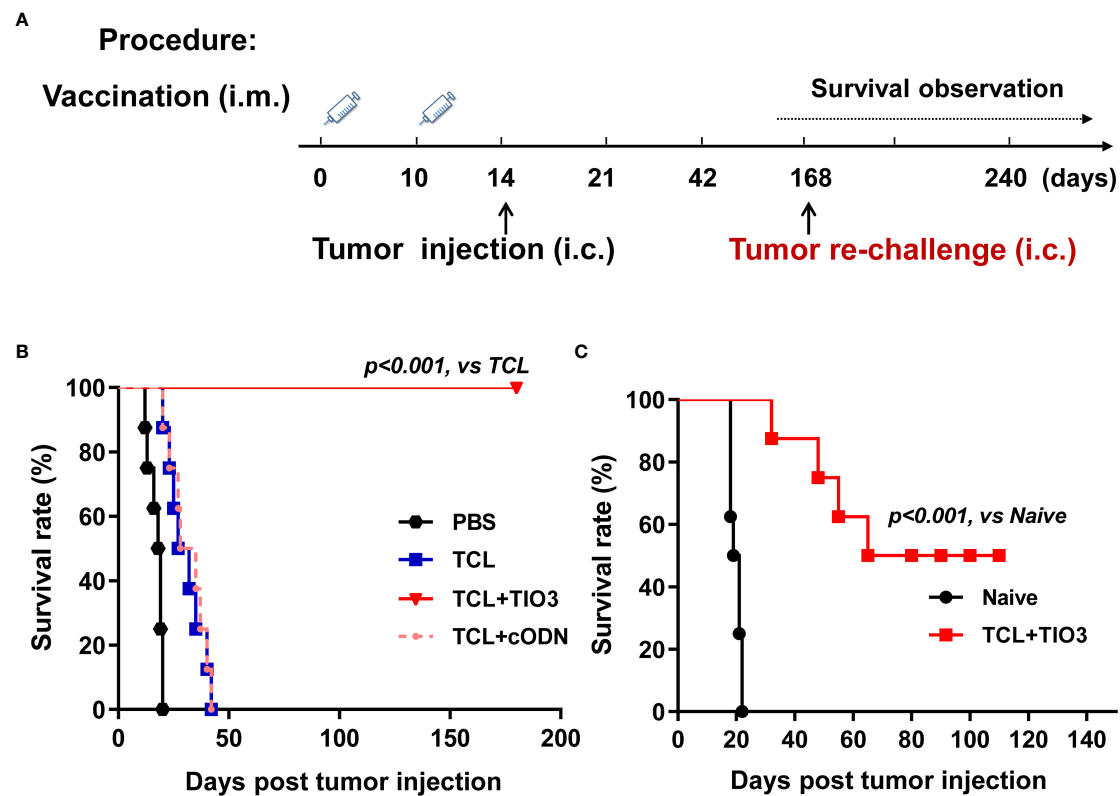 A
Procedure:
Vaccination (i.m.)
Survival observation
0 10 14 21 42 168 240 (days)
Tumor injection (i.c.)
Tumor re-challenge (i.c.)
B
p<0.001, vs TCL
100
80
60
40
20
0
Survival rate (%)
PBS
TCL
TCL+TIO3
TCL+cODN
0 50 100 150 200
Days post tumor injection
C
100
80
60
40
20
0
Survival rate (%)
p<0.001, vs Naive
Naive
TCL+TIO3
0 20 40 60 80 100 120 140
Days post tumor injection